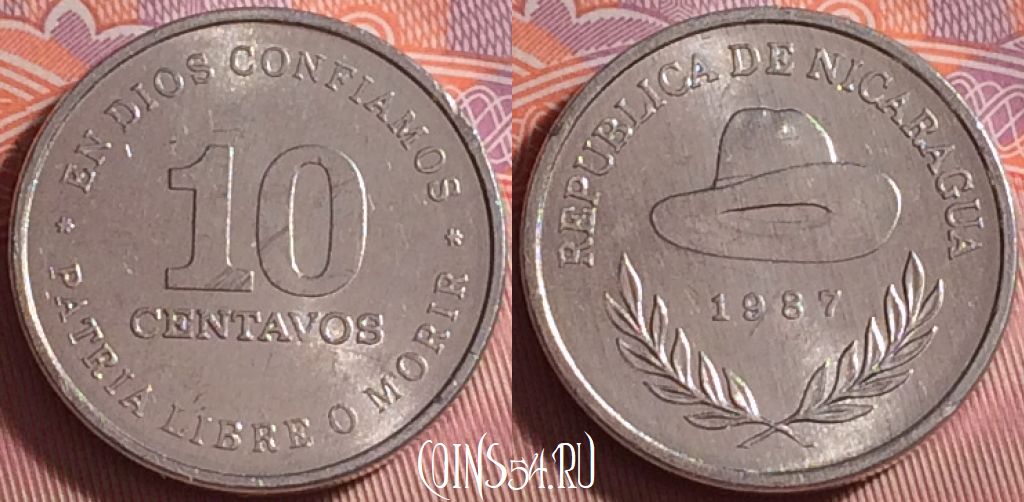 EN DIOS CONFIAMOS
10
CENTAVOS
* PATRIA LIBRE O MORIR *
REPUBLICA DE NICARAGUA
1987
COINS54.RU